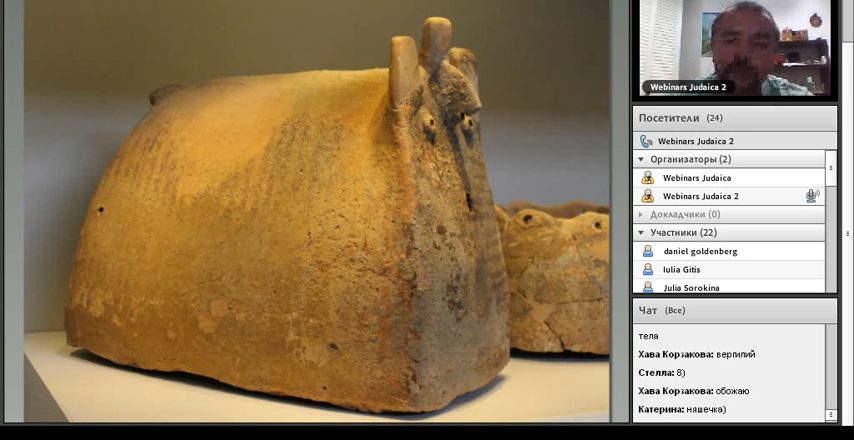 Webinars Judaica 2
Посетители (24)
Webinars Judaica 2
Организаторы (2)
Webinars Judaica
Webinars Judaica 2
Докладчики (0)
Участники (22)
daniel goldenberg
Iulia Gitis
Julia Sorokina
Чат (Все)
тела
Хава Корзакова: вергилий
Стелла: 8)
Хава Корзакова: обожаю
Катерина: няшечка)